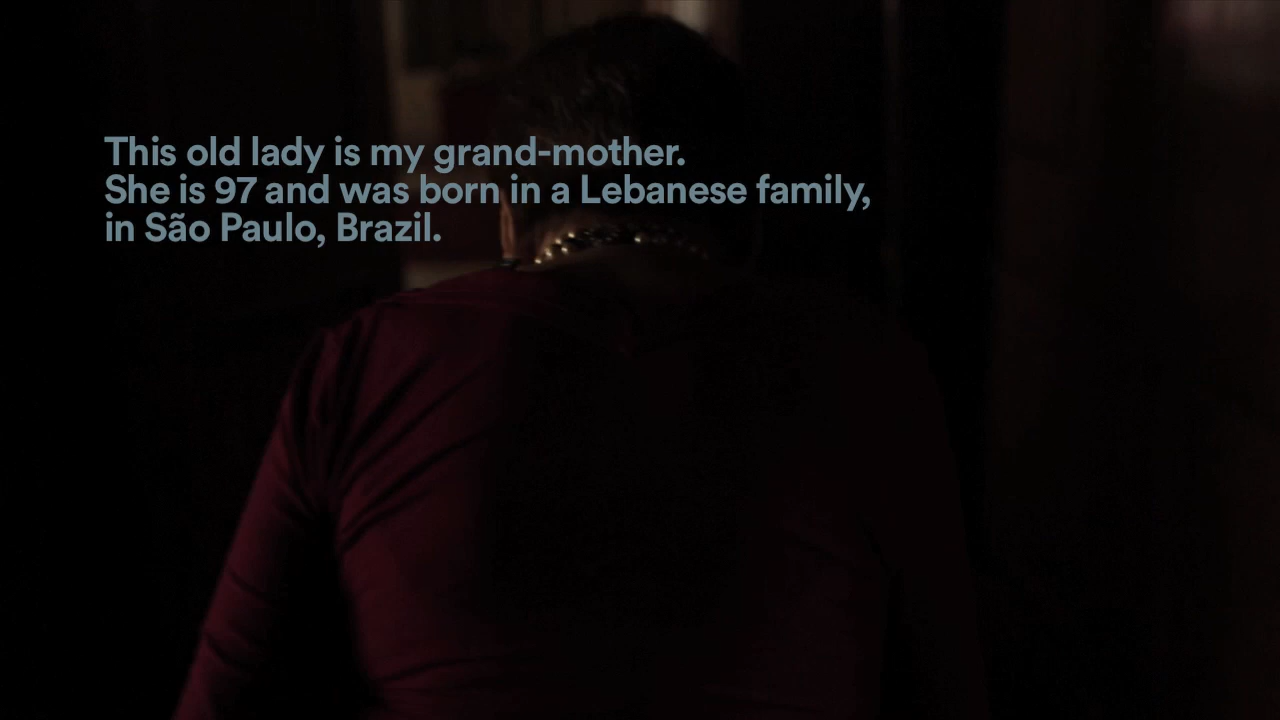 This old lady is my grand-mother.
She is 97 and was born in a Lebanese family,
in São Paulo, Brazil.